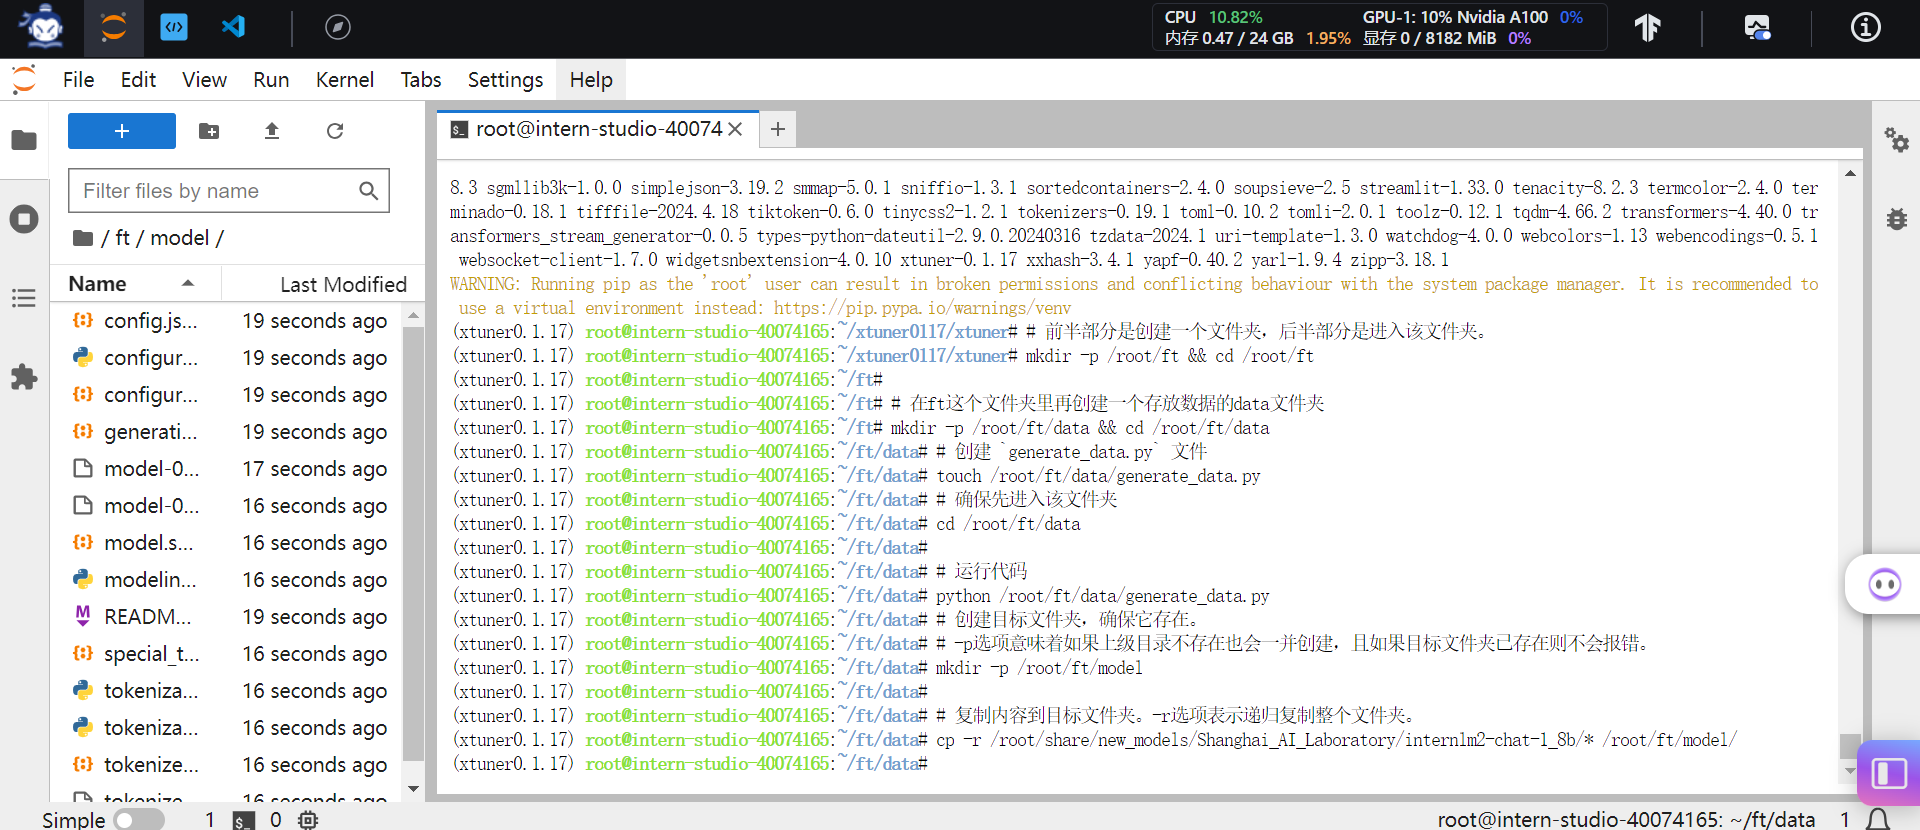 CPU 10.82% GPU-1: 10% Nvidia A100 0%
内存 0.47 / 24 GB 1.95% 显存 0 / 8182 MiB 0%
File Edit View Run Kernel Tabs Settings Help
+
root@intern-studio-40074
Filter files by name
/ ft / model /
Name Last Modified
config.js... 19 seconds ago
configur... 19 seconds ago
configur... 19 seconds ago
generati... 19 seconds ago
model-0... 17 seconds ago
model-0... 16 seconds ago
model.s... 16 seconds ago
modelin... 16 seconds ago
READM... 19 seconds ago
special_t... 16 seconds ago
tokeniza... 16 seconds ago
tokeniza... 16 seconds ago
tokenize... 16 seconds ago
tokenize 16 seconds ago
8.3 sgmllib3k-1.0.0 simplejson-3.19.2 smmap-5.0.1 sniffio-1.3.1 sortedcontainers-2.4.0 soupsieve-2.5 streamlit-1.33.0 tenacity-8.2.3 termcolor-2.4.0 ter
minado-0.18.1 tifffile-2024.4.18 tiktoken-0.6.0 tinycss2-1.2.1 tokenizers-0.19.1 toml-0.10.2 tomli-2.0.1 toolz-0.12.1 tqdm-4.66.2 transformers-4.40.0 tr
ansformers_stream_generator-0.0.5 types-python-dateutil-2.9.0.20240316 tzdata-2024.1 uri-template-1.3.0 watchdog-4.0.0 webcolors-1.13 webencodings-0.5.1
websocket-client-1.7.0 widgetsnbextension-4.0.10 xtuner-0.1.17 xxhash-3.4.1 yapf-0.40.2 yarl-1.9.4 zipp-3.18.1
WARNING: Running pip as the 'root' user can result in broken permissions and conflicting behaviour with the system package manager. It is recommended to
use a virtual environment instead: https://pip.pypa.io/warnings/venv
(xtuner0.1.17) root@intern-studio-40074165:~/xtuner0117/xtuner# # 前半部分是创建一个文件夹，后半部分是进入该文件夹。
(xtuner0.1.17) root@intern-studio-40074165:~/xtuner0117/xtuner# mkdir -p /root/ft && cd /root/ft
(xtuner0.1.17) root@intern-studio-40074165:~/ft#
(xtuner0.1.17) root@intern-studio-40074165:~/ft# # 在ft这个文件夹里再创建一个存放数据的data文件夹
(xtuner0.1.17) root@intern-studio-40074165:~/ft# mkdir -p /root/ft/data && cd /root/ft/data
(xtuner0.1.17) root@intern-studio-40074165:~/ft/data# # 创建 `generate_data.py` 文件
(xtuner0.1.17) root@intern-studio-40074165:~/ft/data# touch /root/ft/data/generate_data.py
(xtuner0.1.17) root@intern-studio-40074165:~/ft/data# # 确保先进入该文件夹
(xtuner0.1.17) root@intern-studio-40074165:~/ft/data# cd /root/ft/data
(xtuner0.1.17) root@intern-studio-40074165:~/ft/data#
(xtuner0.1.17) root@intern-studio-40074165:~/ft/data# # 运行代码
(xtuner0.1.17) root@intern-studio-40074165:~/ft/data# python /root/ft/data/generate_data.py
(xtuner0.1.17) root@intern-studio-40074165:~/ft/data# # 创建目标文件夹，确保它存在。
(xtuner0.1.17) root@intern-studio-40074165:~/ft/data# # -p选项意味着如果上级目录不存在也会一并创建，且如果目标文件夹已存在则不会报错。
(xtuner0.1.17) root@intern-studio-40074165:~/ft/data# mkdir -p /root/ft/model
(xtuner0.1.17) root@intern-studio-40074165:~/ft/data#
(xtuner0.1.17) root@intern-studio-40074165:~/ft/data# # 复制内容到目标文件夹。-r选项表示递归复制整个文件夹。
(xtuner0.1.17) root@intern-studio-40074165:~/ft/data# cp -r /root/share/new_models/Shanghai_AI_Laboratory/internlm2-chat-1_8b/* /root/ft/model/
(xtuner0.1.17) root@intern-studio-40074165:~/ft/data#
Simple 1 0 root@intern-studio-40074165: ~/ft/data 1